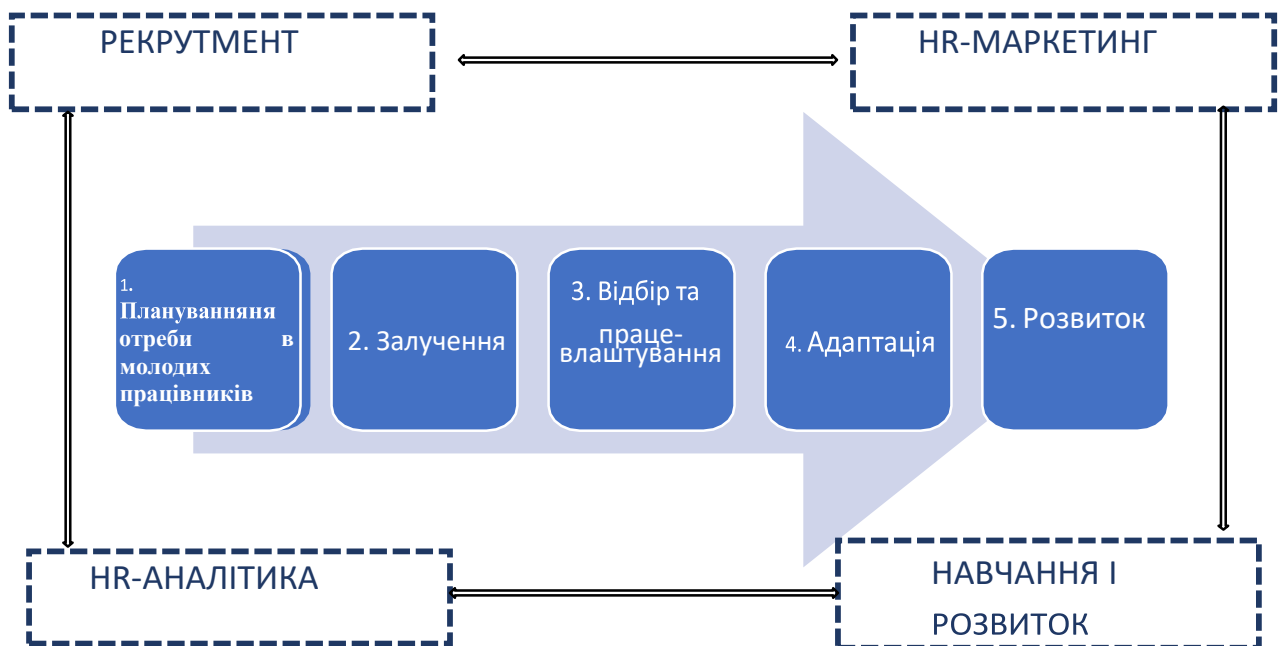 РЕКРУТМЕНТ
HR-МАРКЕТИНГ
1.
Плануванняня
отреби в
молодих
працівників
2. Залучення
3. Відбір та
праце-
влаштування
4. Адаптація
5. Розвиток
HR-АНАЛІТИКА
НАВЧАННЯ І
РОЗВИТОК